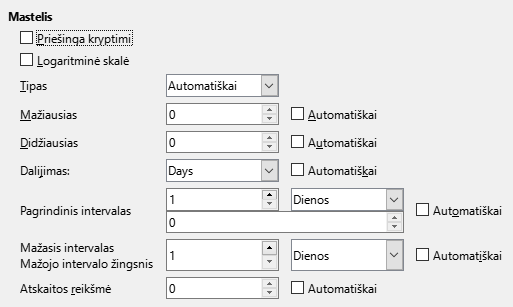 Mastelis
Priešinga kryptimi
Logaritminė skalė
Tipas Automatiškai
Mažiausias 0 Automatiškai
Didžiausias 0 Automatiškai
Dalijimas: Days Automatiškai
1 Dienos
Pagrindinis intervalas Automatiškai
0
Mažasis intervalas
1 Dienos Automatiškai
Mažojo intervalo žingsnis
Atskaitos reikšmė 0 Automatiškai